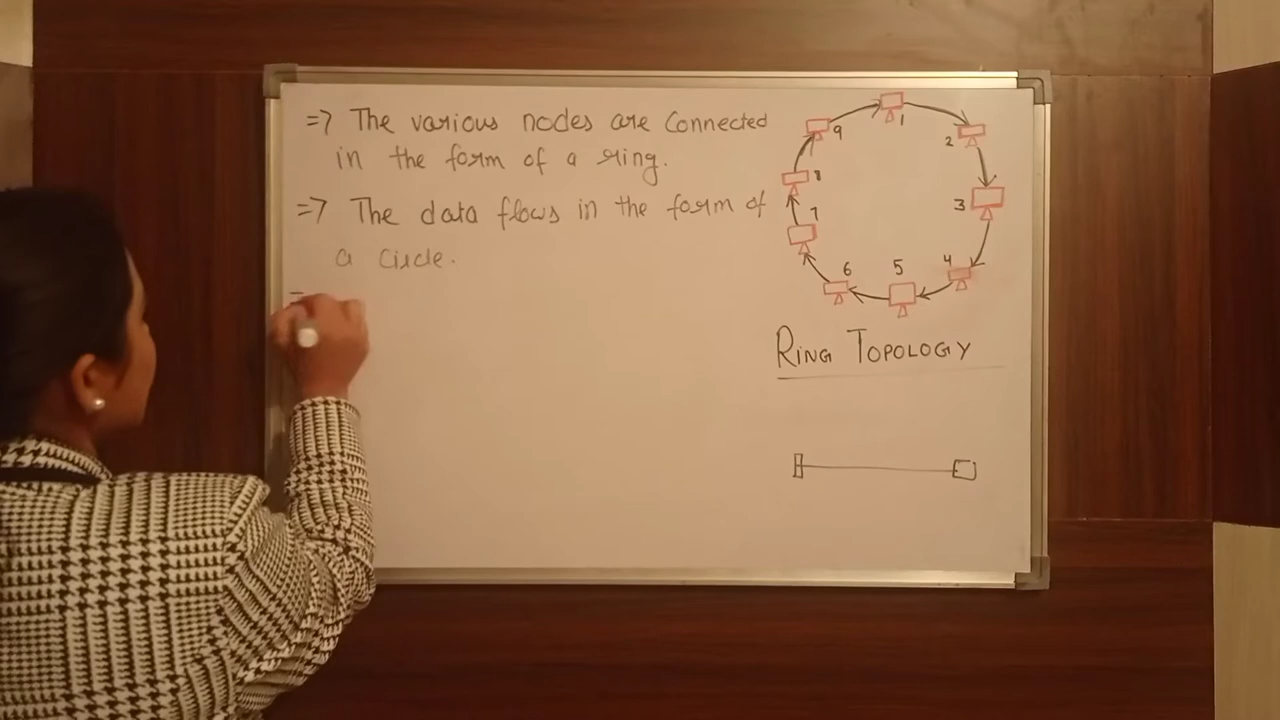 => The various nodes are Connected
in the form of a ring.
=> The data flows in the form of
a Circle.
1
2
3
4
5
6
7
8
9
RING TOPOLOGY